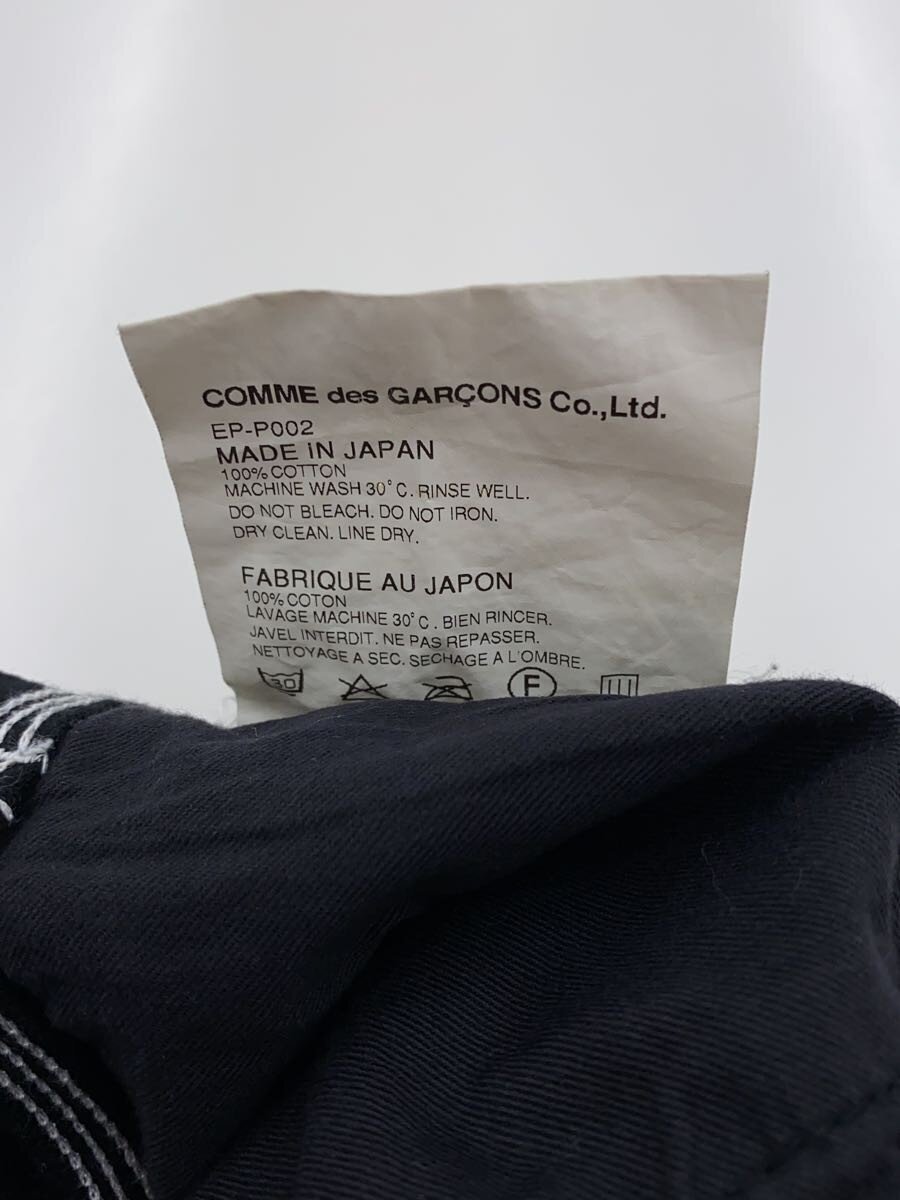 COMME des GARÇONS Co.,Ltd.
EP-P002
MADE iN JAPAN
100% COTTON
MACHINE WASH 30°C. RINSE WELL.
DO NOT BLEACH. DO NOT IRON.
DRY CLEAN. LINE DRY.
FABRIQUE AU JAPON
100% COTON
LAVAGE MACHINE 30°C. BIEN RINCER.
JAVEL INTERDIT. NE PAS REPASSER.
NETTOYAGE A SEC. SECHAGE A L'OMBRE.
30 F